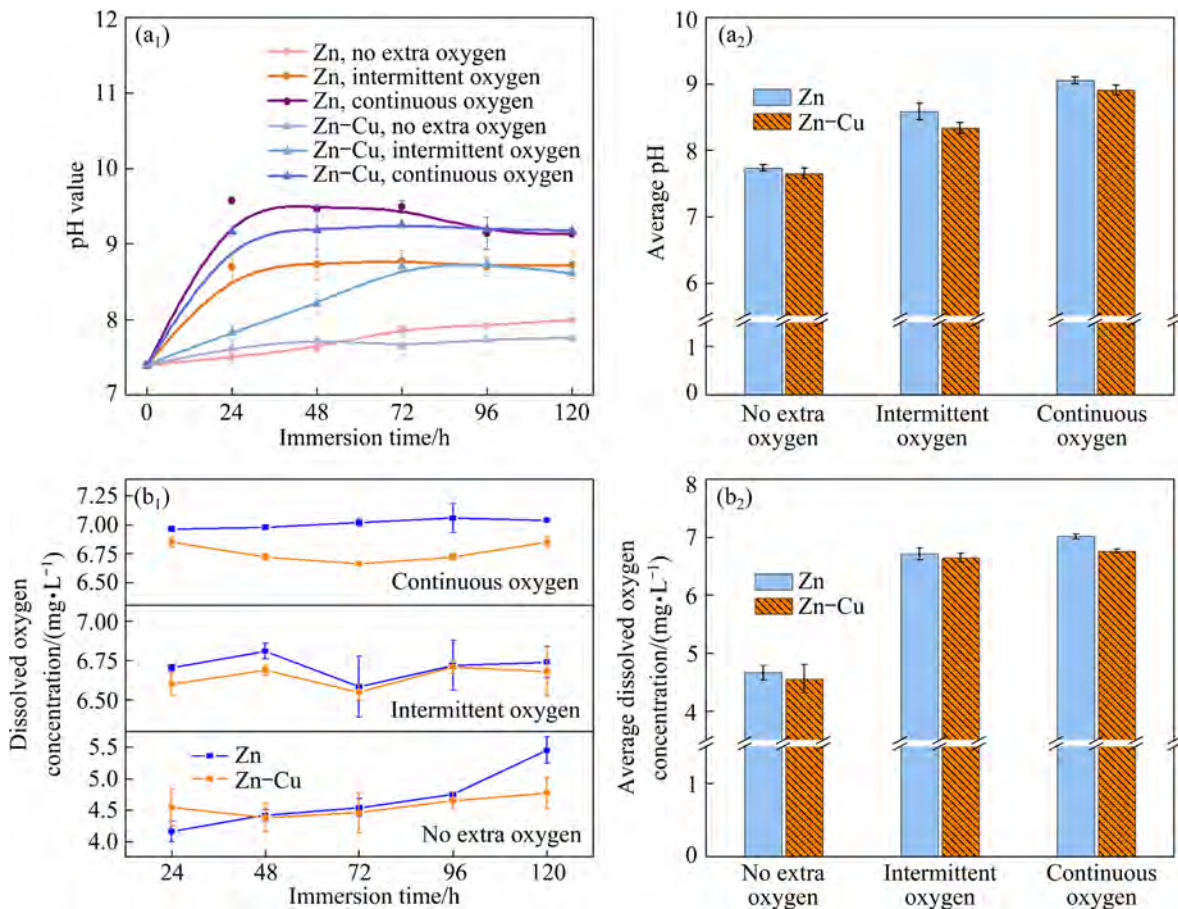 (a₁)
12
11
10
9
8
7
pH value
Zn, no extra oxygen
Zn, intermittent oxygen
Zn, continuous oxygen
Zn−Cu, no extra oxygen
Zn−Cu, intermittent oxygen
Zn−Cu, continuous oxygen
0 24 48 72 96 120
Immersion time/h
(a₂)
10
9
8
7
6
1
0
Average pH
Zn
Zn−Cu
No extra oxygen
Intermittent oxygen
Continuous oxygen
(b₁)
7.25
7.00
6.75
6.50
Continuous oxygen
7.00
6.75
6.50
Intermittent oxygen
5.5
5.0
4.5
4.0
Zn
Zn−Cu
No extra oxygen
Dissolved oxygen
concentration/(mg•L⁻¹)
24 48 72 96 120
Immersion time/h
(b₂)
8
7
6
5
4
1
0
Average dissolved oxygen
concentration/(mg•L⁻¹)
Zn
Zn−Cu
No extra oxygen
Intermittent oxygen
Continuous oxygen